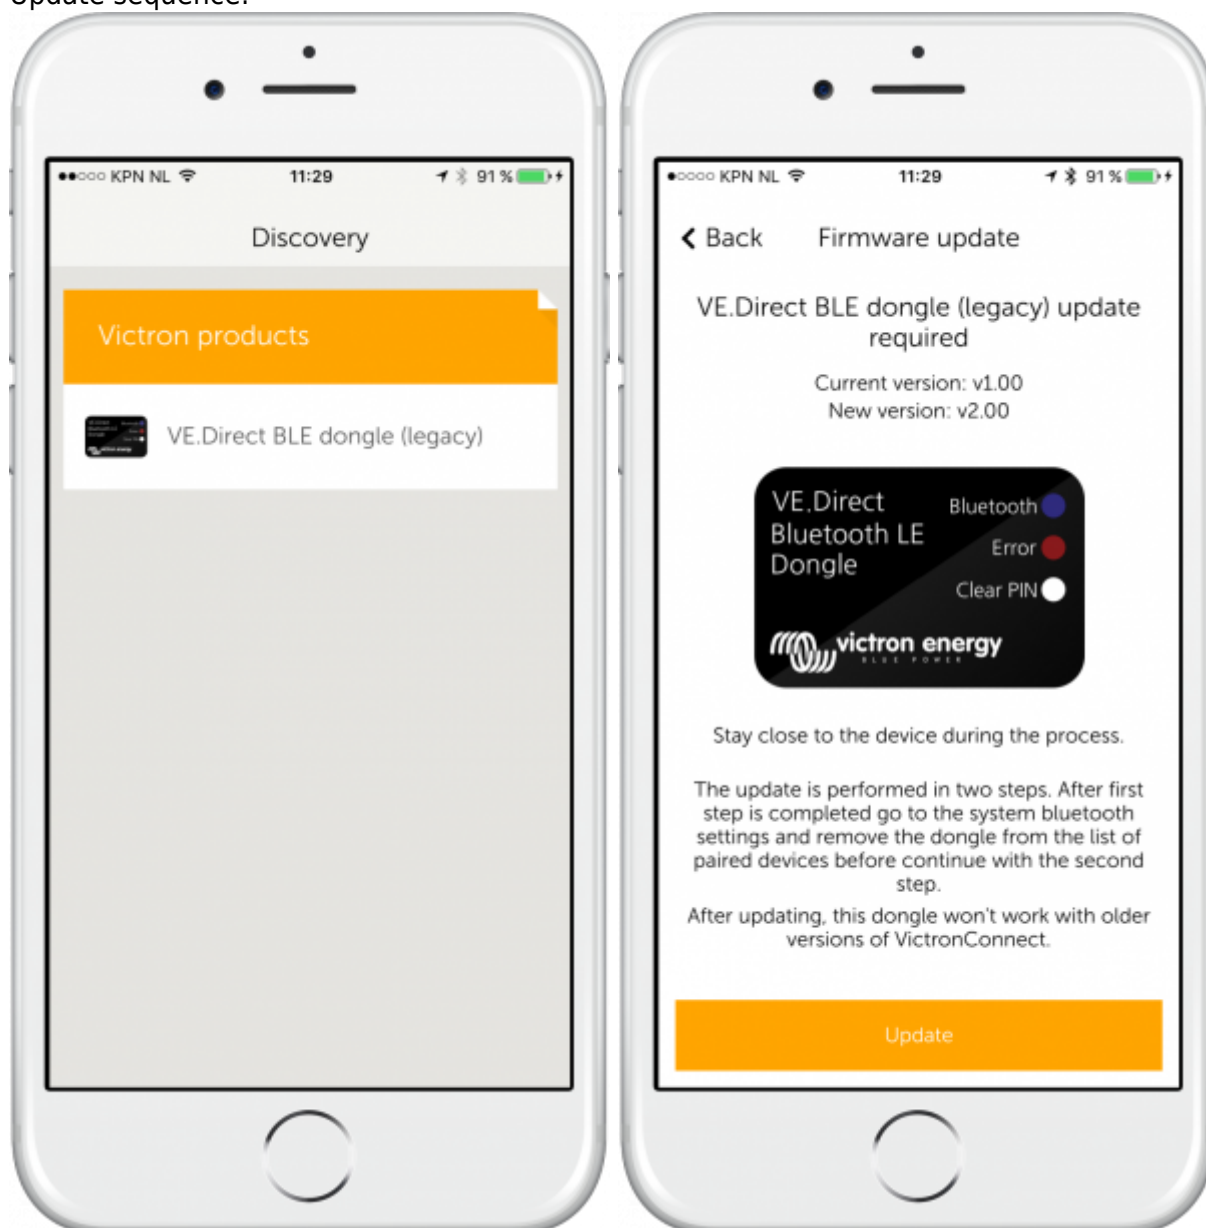 Update sequence:
KPN NL 11:29 91 %
Discovery
Victron products
VE.Direct BLE dongle (legacy)
KPN NL 11:29 91 %
Back Firmware update
VE.Direct BLE dongle (legacy) update
required
Current version: v1.00
New version: v2.00
VE.Direct
Bluetooth LE
Dongle
Bluetooth
Error
Clear PIN
victron energy
BLUE POWER
Stay close to the device during the process.
The update is performed in two steps. After first
step is completed go to the system bluetooth
settings and remove the dongle from the list of
paired devices before continue with the second
step.
After updating, this dongle won't work with older
versions of VictronConnect.
Update